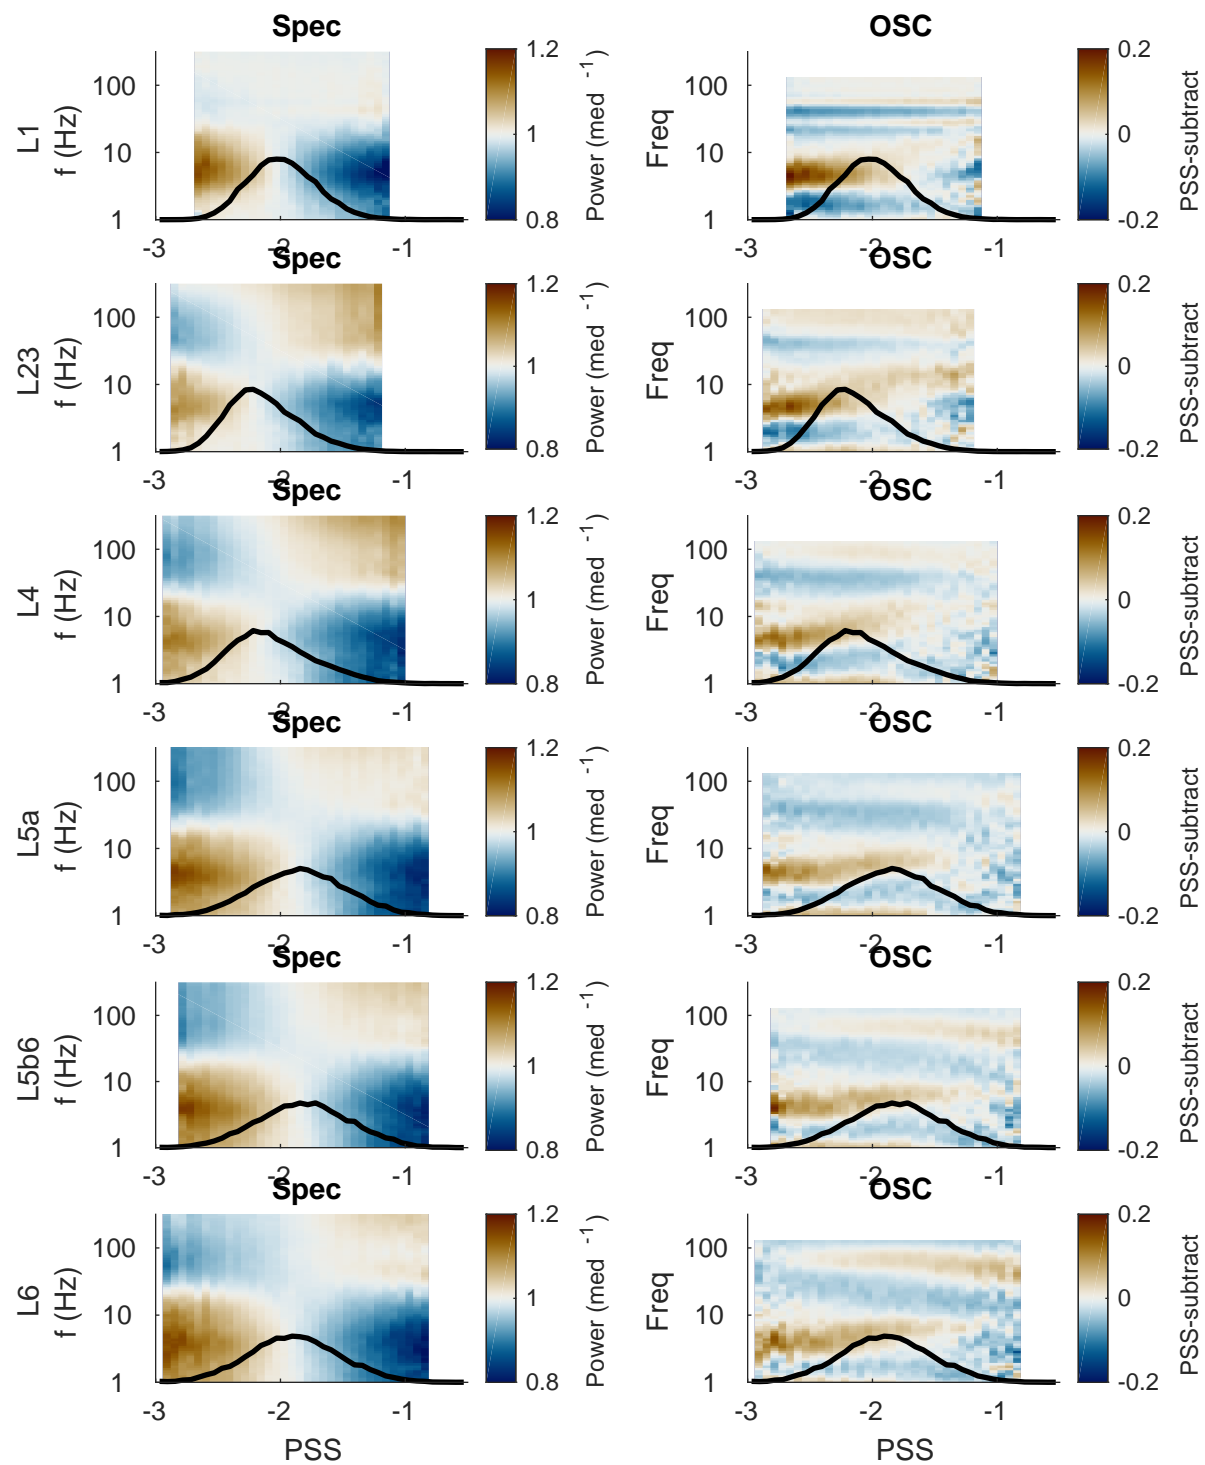 Spec
OSC
L1
f (Hz)
100
10
1
-3
-2
-1
1.2
1
0.8
Power (med ⁻¹)
Freq
100
10
1
-3
-2
-1
0.2
0
-0.2
PSS-subtract
Spec
OSC
L23
f (Hz)
100
10
1
-3
-2
-1
1.2
1
0.8
Power (med ⁻¹)
Freq
100
10
1
-3
-2
-1
0.2
0
-0.2
PSS-subtract
Spec
OSC
L4
f (Hz)
100
10
1
-3
-2
-1
1.2
1
0.8
Power (med ⁻¹)
Freq
100
10
1
-3
-2
-1
0.2
0
-0.2
PSS-subtract
Spec
OSC
L5a
f (Hz)
100
10
1
-3
-2
-1
1.2
1
0.8
Power (med ⁻¹)
Freq
100
10
1
-3
-2
-1
0.2
0
-0.2
PSS-subtract
Spec
OSC
L5b6
f (Hz)
100
10
1
-3
-2
-1
1.2
1
0.8
Power (med ⁻¹)
Freq
100
10
1
-3
-2
-1
0.2
0
-0.2
PSS-subtract
Spec
OSC
L6
f (Hz)
100
10
1
-3
-2
-1
PSS
1.2
1
0.8
Power (med ⁻¹)
Freq
100
10
1
-3
-2
-1
PSS
0.2
0
-0.2
PSS-subtract